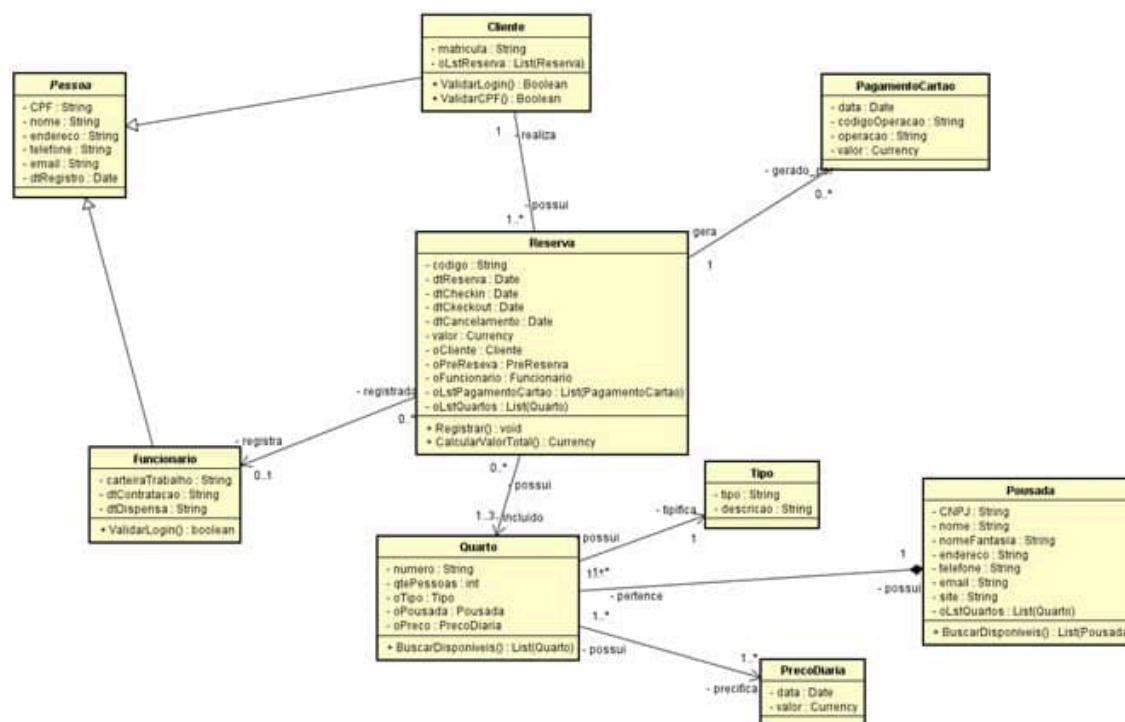 Cliente
- matricula : String
- oLstReserva : List(Reserva)
+ ValidarLogin() : Boolean
+ ValidarCPF() : Boolean
Pessoa
- CPF : String
- nome : String
- endereco : String
- telefone : String
- email : String
- dtRegistro : Date
PagamentoCartao
- data : Date
- codigoOperacao : String
- operacao : String
- valor : Currency
1
- realiza
- possui
1..*
- gerado_por
0..*
gera
1
Reserva
- codigo : String
- dtReserva : Date
- dtCheckin : Date
- dtCkeckout : Date
- dtCancelamento : Date
- valor : Currency
- oCliente : Cliente
- oPreReseva : PreReserva
- oFuncionario : Funcionario
- oLstPagamentoCartao : List(PagamentoCartao)
- oLstQuartos : List(Quarto)
+ Registrar() : void
+ CalcularValorTotal() : Currency
- registrada
0..*
- registra
0..1
Funcionario
- carteiraTrabalho : String
- dtContratacao : String
- dtDispensa : String
+ ValidarLogin() : boolean
0..*
- possui
1..3
- incluido
Tipo
- tipo : String
- descricao : String
- tipifica
1
possui
Quarto
- numero : String
- qtePessoas : int
- oTipo : Tipo
- oPousada : Pousada
- oPreco : PrecoDiaria
+ BuscarDisponiveis() : List(Quarto)
- pertence
1
- possui
Pousada
- CNPJ : String
- nome : String
- nomeFantasia : String
- endereco : String
- telefone : String
- email : String
- site : String
- oLstQuartos : List(Quarto)
+ BuscarDisponiveis() : List(Pousada
1..*
- possui
1..*
- precifica
PrecoDiaria
- data : Date
- valor : Currency